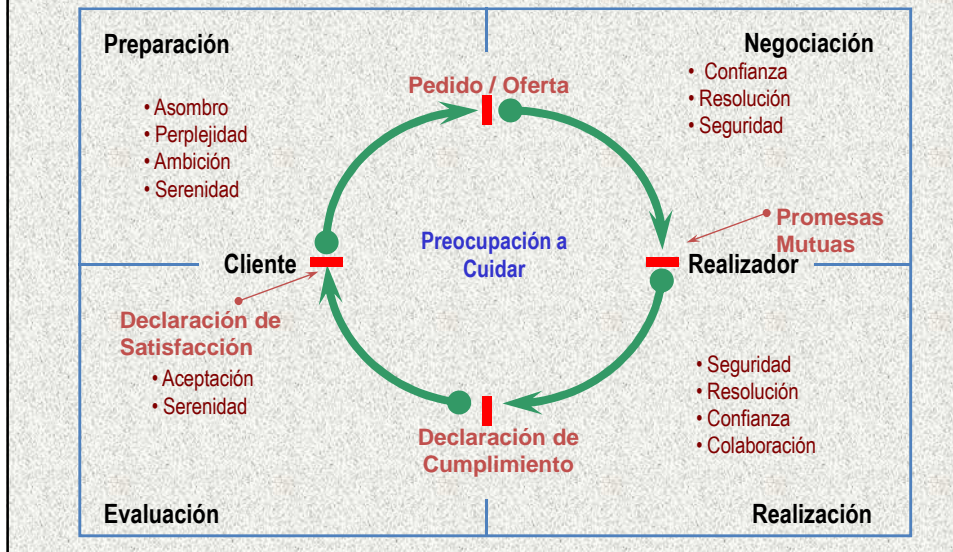 Preparación
Negociación
• Confianza
• Resolución
• Seguridad
Pedido / Oferta
• Asombro
• Perplejidad
• Ambición
• Serenidad
Promesas
Mutuas
Preocupación a
Cuidar
Cliente
Realizador
Declaración de
Satisfacción
• Aceptación
• Serenidad
• Seguridad
• Resolución
• Confianza
• Colaboración
Declaración de
Cumplimiento
Evaluación
Realización